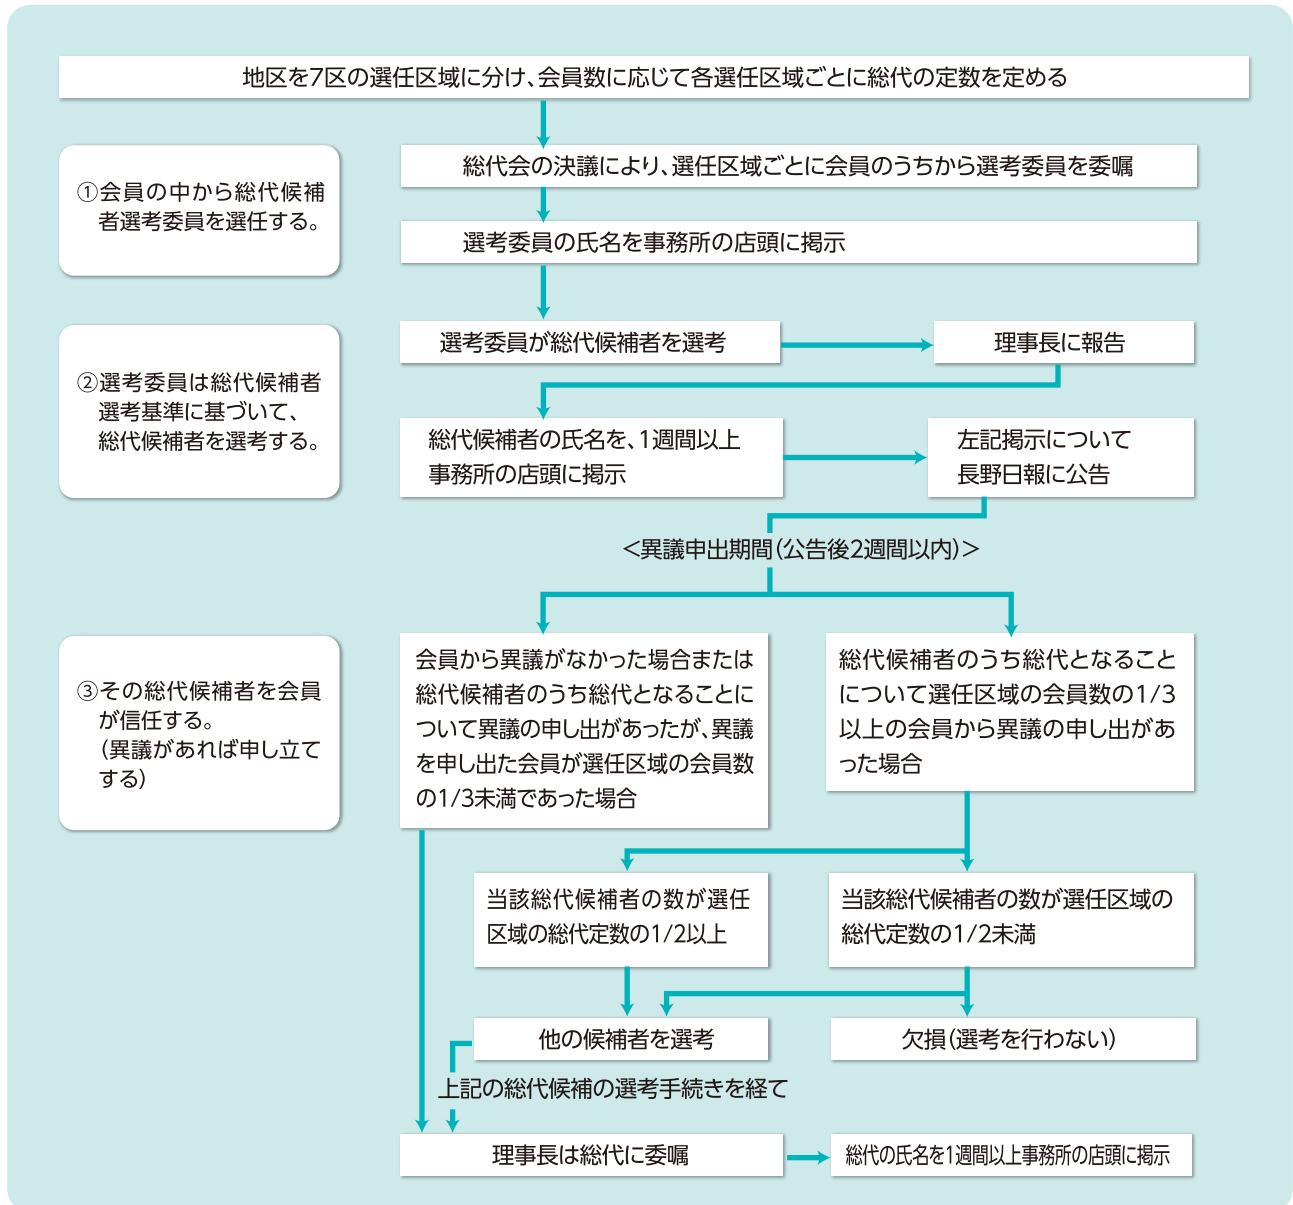 地区を7区の選任区域に分け、会員数に応じて各選任区域ごとに総代の定数を定める
①会員の中から総代候補
者選考委員を選任する。
総代会の決議により、選任区域ごとに会員のうちから選考委員を委嘱
選考委員の氏名を事務所の店頭に掲示
②選考委員は総代候補者
選考基準に基づいて、
総代候補者を選考する。
選考委員が総代候補者を選考
理事長に報告
総代候補者の氏名を、1週間以上
事務所の店頭に掲示
左記掲示について
長野日報に公告
＜異議申出期間（公告後2週間以内）＞
③その総代候補者を会員
が信任する。
（異議があれば申し立て
する）
会員から異議がなかった場合または
総代候補者のうち総代となることに
ついて異議の申し出があったが、異議
を申し出た会員が選任区域の会員数
の1/3未満であった場合
総代候補者のうち総代となること
について選任区域の会員数の1/3
以上の会員から異議の申し出があ
った場合
当該総代候補者の数が選任
区域の総代定数の1/2以上
当該総代候補者の数が選任区域の
総代定数の1/2未満
他の候補者を選考
欠損（選考を行わない）
上記の総代候補の選考手続きを経て
理事長は総代に委嘱
総代の氏名を1週間以上事務所の店頭に掲示